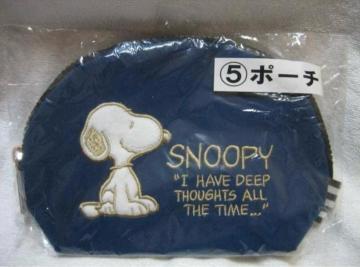 ⑤ポーチ
SNOOPY
"I HAVE DEEP
THOUGHTS ALL
THE TIME..."